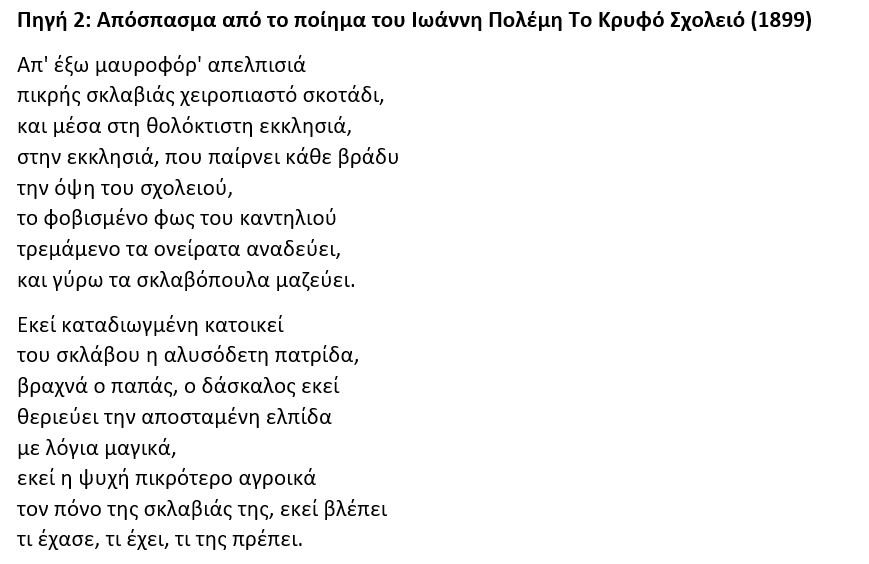 Πηγή 2: Απόσπασμα από το ποίημα του Ιωάννη Πολέμη Το Κρυφό Σχολειό (1899)
Απ' έξω μαυροφόρ' απελπισιά
πικρής σκλαβιάς χειροπιαστό σκοτάδι,
και μέσα στη θολόκτιστη εκκλησιά,
στην εκκλησιά, που παίρνει κάθε βράδυ
την όψη του σχολειού,
το φοβισμένο φως του καντηλιού
τρεμάμενο τα ονείρατα αναδεύει,
και γύρω τα σκλαβόπουλα μαζεύει.
Εκεί καταδιωγμένη κατοικεί
του σκλάβου η αλυσόδετη πατρίδα,
βραχνά ο παπάς, ο δάσκαλος εκεί
θεριεύει την αποσταμένη ελπίδα
με λόγια μαγικά,
εκεί η ψυχή πικρότερο αγροικά
τον πόνο της σκλαβιάς της, εκεί βλέπει
τι έχασε, τι έχει, τι της πρέπει.